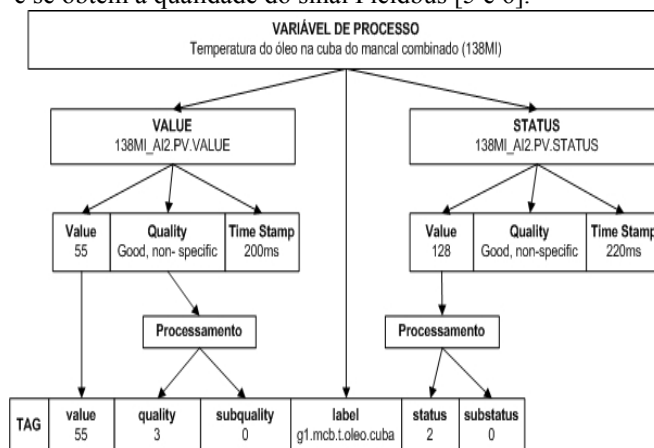 e se obtém a qualidade do sinal Fieldbus [5 e 6].
VARIÁVEL DE PROCESSO
Temperatura do óleo na cuba do mancal combinado (138MI)
VALUE
138MI_AI2.PV.VALUE
STATUS
138MI_AI2.PV.STATUS
Value
55
Quality
Good, non- specific
Time Stamp
200ms
Value
128
Quality
Good, non-specific
Time Stamp
220ms
Processamento
Processamento
TAG
value
55
quality
3
subquality
0
label
g1.mcb.t.oleo.cuba
status
2
substatus
0